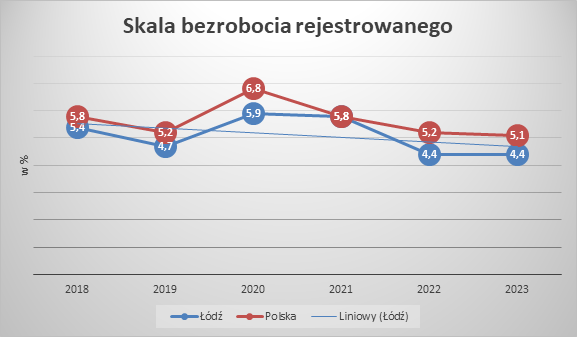 Skala bezrobocia rejestrowanego
w %
6,8
5,8
5,2
5,9
5,8
5,2
5,1
5,4
4,7
4,4
4,4
2018 2019 2020 2021 2022 2023
Łódź Polska Liniowy (Łódź)